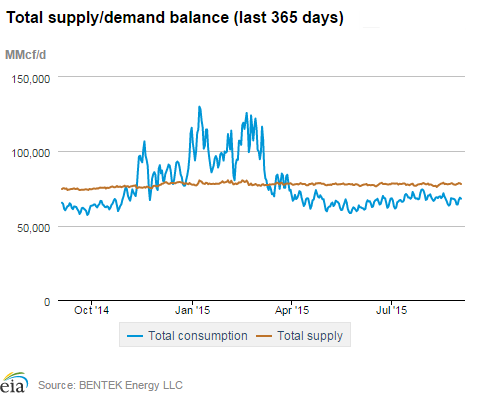 Total supply/demand balance (last 365 days)
MMcf/d
150,000
100,000
50,000
0
Oct '14 Jan '15 Apr '15 Jul '15
Total consumption Total supply
eia Source: BENTEK Energy LLC